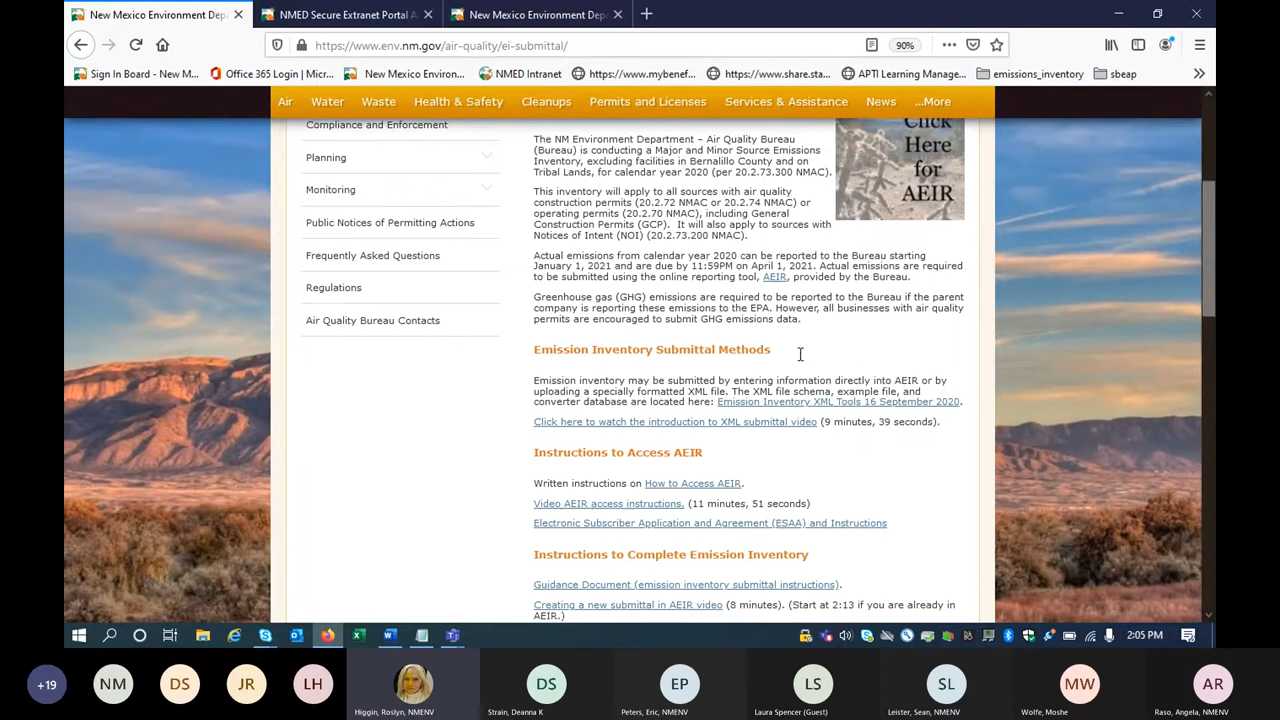 New Mexico Environment Depa
NMED Secure Extranet Portal A
New Mexico Environment Dep
https://www.env.nm.gov/air-quality/ei-submittal/
90%
Sign In Board - New M...
Office 365 Login | Micr...
New Mexico Environ...
NMED Intranet
https://www.mybenef...
https://www.share.sta...
APTI Learning Manage...
emissions_inventory
sbeap
Air
Water
Waste
Health & Safety
Cleanups
Permits and Licenses
Services & Assistance
News
...More
Compliance and Enforcement
Planning
Monitoring
Public Notices of Permitting Actions
Frequently Asked Questions
Regulations
Air Quality Bureau Contacts
The NM Environment Department – Air Quality Bureau
(Bureau) is conducting a Major and Minor Source Emissions
Inventory, excluding facilities in Bernalillo County and on
Tribal Lands, for calendar year 2020 (per 20.2.73.300 NMAC).
This inventory will apply to all sources with air quality
construction permits (20.2.72 NMAC or 20.2.74 NMAC) or
operating permits (20.2.70 NMAC), including General
Construction Permits (GCP).  It will also apply to sources with
Notices of Intent (NOI) (20.2.73.200 NMAC).
Click
Here
for
AEIR
Actual emissions from calendar year 2020 can be reported to the Bureau starting
January 1, 2021 and are due by 11:59PM on April 1, 2021. Actual emissions are required
to be submitted using the online reporting tool, AEIR, provided by the Bureau.
Greenhouse gas (GHG) emissions are required to be reported to the Bureau if the parent
company is reporting these emissions to the EPA. However, all businesses with air quality
permits are encouraged to submit GHG emissions data.
Emission Inventory Submittal Methods
Emission inventory may be submitted by entering information directly into AEIR or by
uploading a specially formatted XML file. The XML file schema, example file, and
converter database are located here: Emission Inventory XML Tools 16 September 2020.
Click here to watch the introduction to XML submittal video (9 minutes, 39 seconds).
Instructions to Access AEIR
Written instructions on How to Access AEIR.
Video AEIR access instructions. (11 minutes, 51 seconds)
Electronic Subscriber Application and Agreement (ESAA) and Instructions
Instructions to Complete Emission Inventory
Guidance Document (emission inventory submittal instructions).
Creating a new submittal in AEIR video (8 minutes). (Start at 2:13 if you are already in
AEIR.)
2:05 PM
+19
NM
DS
JR
LH
DS
EP
LS
SL
MW
AR
Higgin, Roslyn, NMENV
Strain, Deanna K
Peters, Eric, NMENV
Laura Spencer (Guest)
Leister, Sean, NMENV
Wolfe, Moshe
Raso, Angela, NMENV